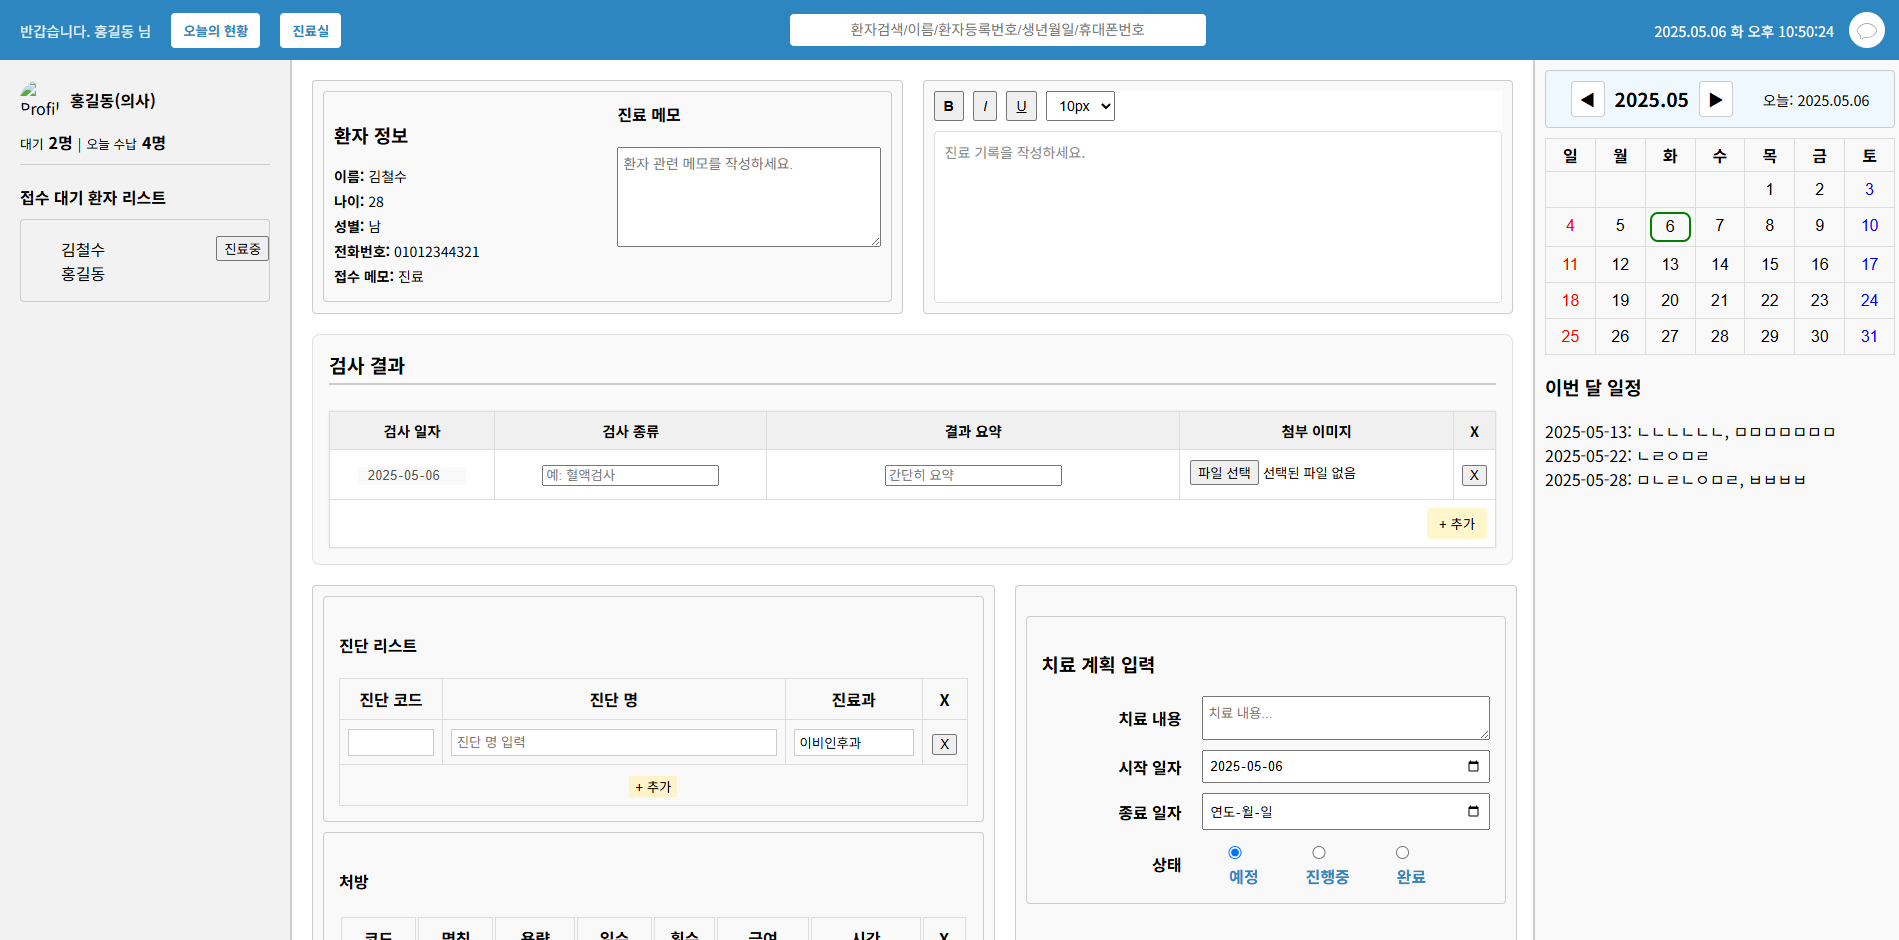 반갑습니다. 홍길동 님
오늘의 현황
진료실
환자검색/이름/환자등록번호/생년월일/휴대폰번호
2025.05.06 화 오후 10:50:24
홍길동(의사)
대기 2명 | 오늘 수납 4명
접수 대기 환자 리스트
김철수 진료중
홍길동
환자 정보
이름: 김철수
나이: 28
성별: 남
전화번호: 01012344321
접수 메모: 진료
진료 메모
환자 관련 메모를 작성하세요.
B I U 10px
진료 기록을 작성하세요.
검사 결과
검사 일자 검사 종류 결과 요약 첨부 이미지 X
2025-05-06 예: 혈액검사 간단히 요약 파일 선택 선택된 파일 없음 X
+ 추가
진단 리스트
진단 코드 진단 명 진료과 X
진단 명 입력 이비인후과 X
+ 추가
처방
코드 명칭 용량 일수 횟수 급여 시간 X
치료 계획 입력
치료 내용 치료 내용...
시작 일자 2025-05-06
종료 일자 연도-월-일
상태 예정 진행중 완료
◀ 2025.05 ▶ 오늘: 2025.05.06
일 월 화 수 목 금 토
1 2 3
4 5 6 7 8 9 10
11 12 13 14 15 16 17
18 19 20 21 22 23 24
25 26 27 28 29 30 31
이번 달 일정
2025-05-13: ㄴㄴㄴㄴㄴㄴ, ㅁㅁㅁㅁㅁㅁㅁ
2025-05-22: ㄴㄹㅇㅁㄹ
2025-05-28: ㅁㄴㄹㄴㅇㅁㄹ, ㅂㅂㅂㅂ